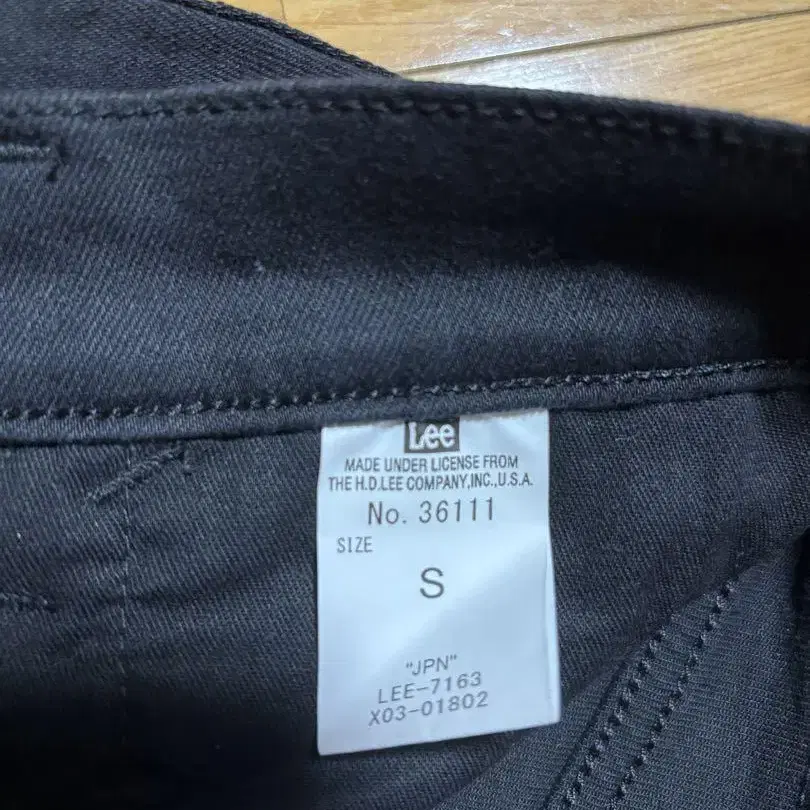 Lee
MADE UNDER LICENSE FROM
THE H.D.LEE COMPANY,INC.,U.S.A.
No. 36111
SIZE
S
"JPN"
LEE-7163
X03-01802